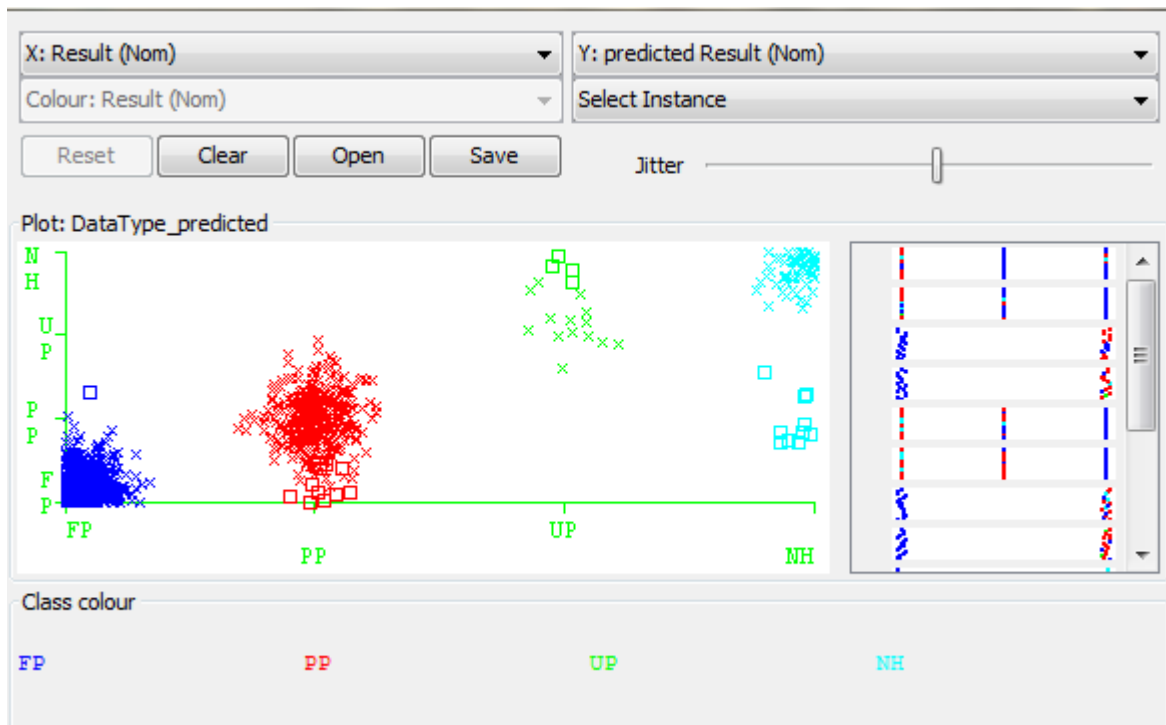 X: Result (Nom)
Y: predicted Result (Nom)
Colour: Result (Nom)
Select Instance
Reset
Clear
Open
Save
Jitter
Plot: DataType_predicted
N
H
U
P
P
P
F
P
FP
PP
UP
NH
Class colour
FP
PP
UP
NH